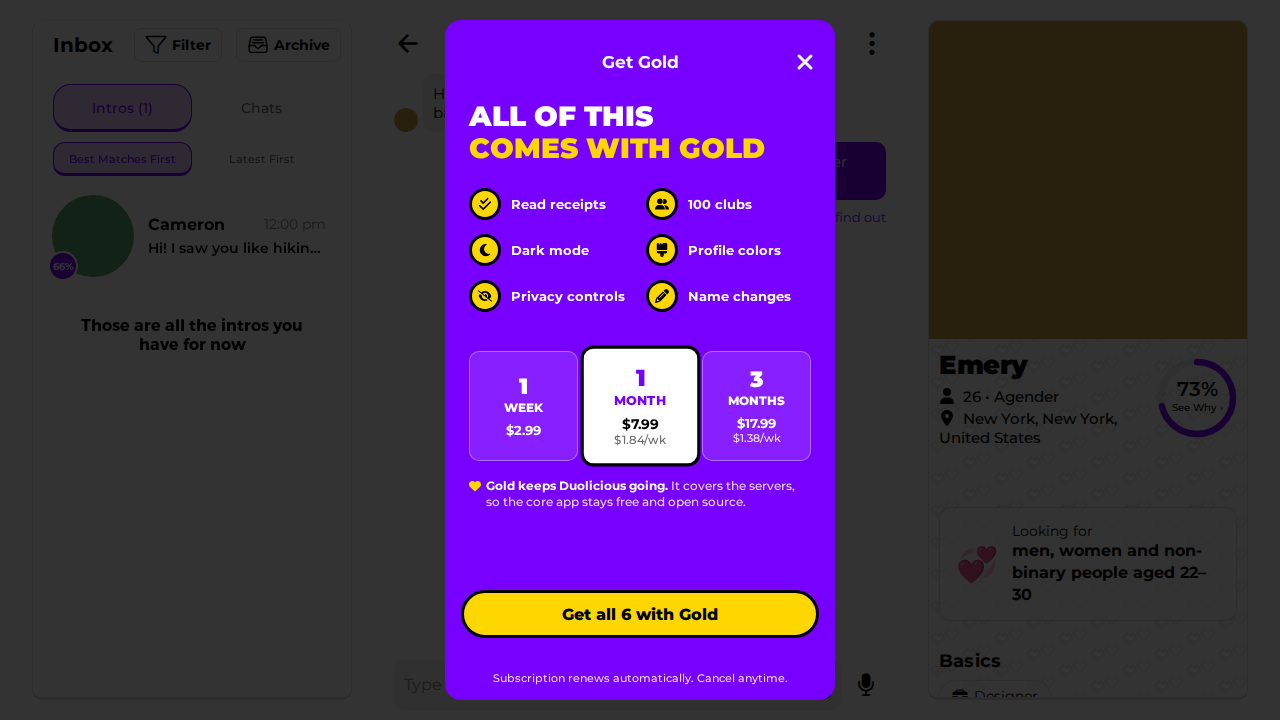 Inbox
Filter
Archive
Intros (1)
Chats
Best Matches First
Latest First
Cameron
12:00 pm
Hi! I saw you like hikin...
66%
Those are all the intros you
have for now
find out
Type
Get Gold
ALL OF THIS
COMES WITH GOLD
Read receipts
100 clubs
Dark mode
Profile colors
Privacy controls
Name changes
1
WEEK
$2.99
1
MONTH
$7.99
$1.84/wk
3
MONTHS
$17.99
$1.38/wk
Gold keeps Duolicious going. It covers the servers,
so the core app stays free and open source.
Get all 6 with Gold
Subscription renews automatically. Cancel anytime.
Emery
26 • Agender
New York, New York,
United States
73%
See Why ›
Looking for
men, women and non-
binary people aged 22–
30
Basics
Designer